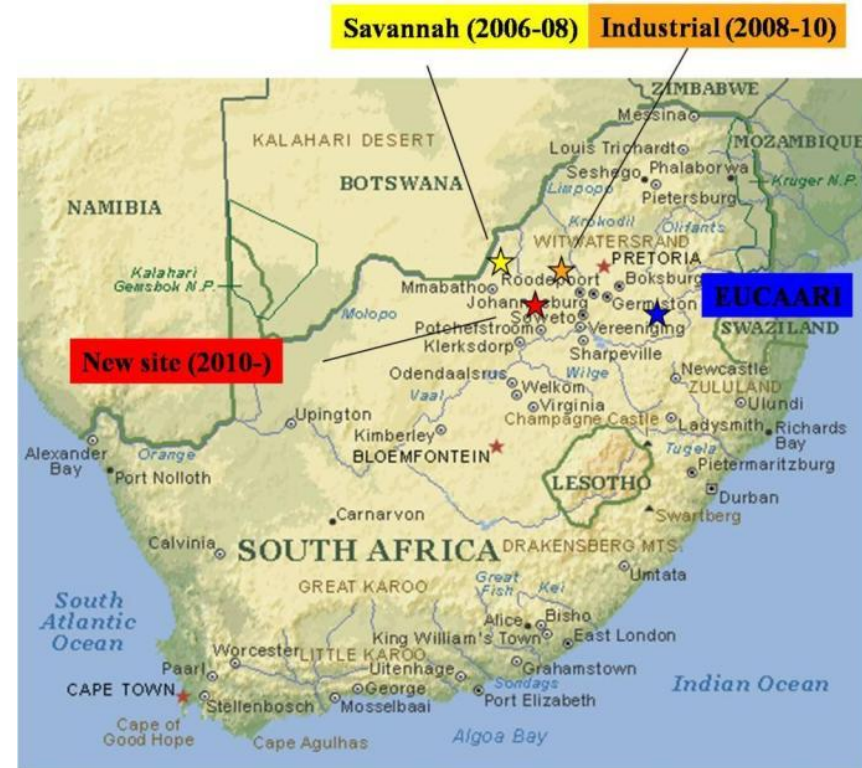 Savannah (2006-08)
Industrial (2008-10)
ZIMBABWE
Messina
KALAHARI DESERT
Louis Trichardt
MOZAMBIQUE
Seshego
Phalaborwa
BOTSWANA
Limpopo
Pietersburg
Kruger N.P.
NAMIBIA
Krokodil
Olifants
WITWATERSRAND
PRETORIA
Kalahari
Gemsbok N.P.
Mmabatho
Roodepoort
Boksburg
EUCAARI
Johannesburg
Germiston
Molopo
Soweto
Potchefstroom
Vereeniging
SWAZILAND
Klerksdorp
Sharpeville
New site (2010-)
Odendaalsrus
Wilge
Newcastle
Vaal
Welkom
ZULULAND
Virginia
Ulundi
Upington
Champagne Castle
Ladysmith
Richards
Bay
Kimberley
Alexander
Bay
Orange
BLOEMFONTEIN
Tugela
Port Nolloth
Pietermaritzburg
LESOTHO
Durban
Carnarvon
Swartberg
Calvinia
SOUTH AFRICA
DRAKENSBERG MTS.
Umtata
GREAT KAROO
Great
Fish
Kei
South
Atlantic
Ocean
Alice
Bisho
King William's Town
East London
Worcester
LITTLE KAROO
Paarl
Uitenhage
Grahamstown
CAPE TOWN
George
Sondags
Indian Ocean
Stellenbosch
Mosselbaai
Port Elizabeth
Cape of
Good Hope
Cape Agulhas
Algoa Bay